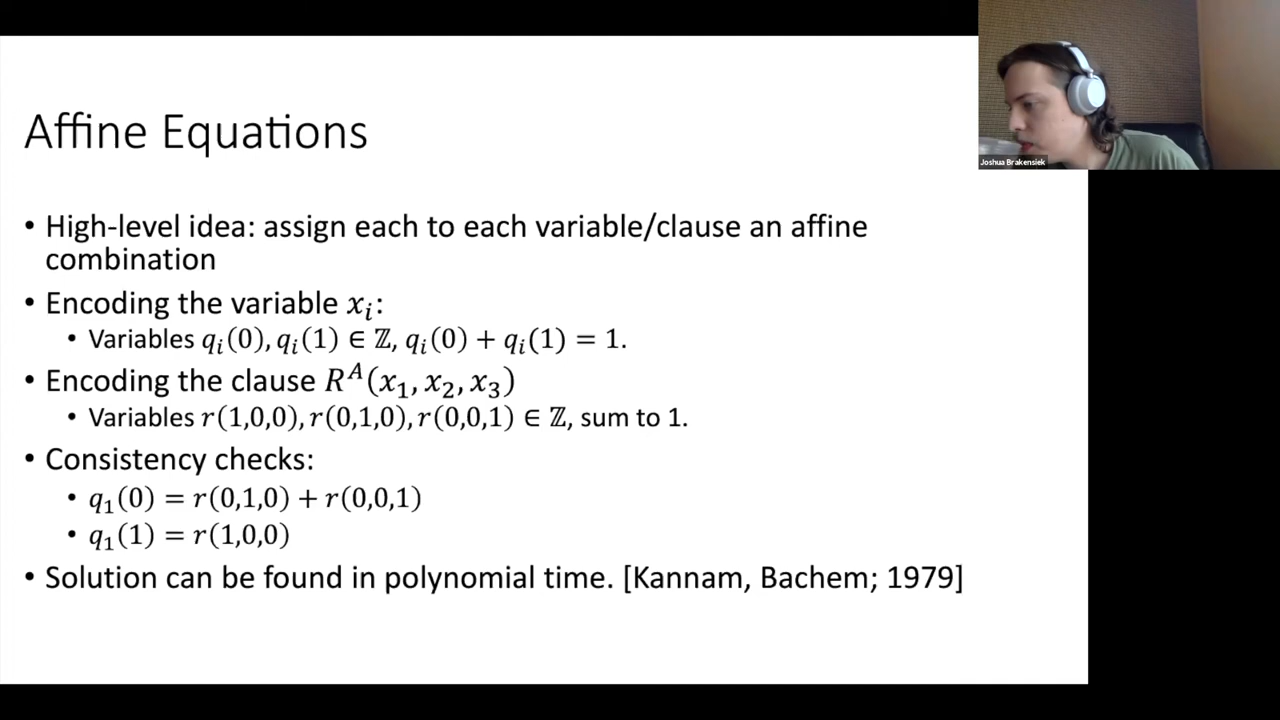 Affine Equations
• High-level idea: assign each to each variable/clause an affine
combination
• Encoding the variable xᵢ:
• Variables qᵢ(0), qᵢ(1) ∈ ℤ, qᵢ(0) + qᵢ(1) = 1.
• Encoding the clause Rᴬ(x₁, x₂, x₃)
• Variables r(1,0,0), r(0,1,0), r(0,0,1) ∈ ℤ, sum to 1.
• Consistency checks:
• q₁(0) = r(0,1,0) + r(0,0,1)
• q₁(1) = r(1,0,0)
• Solution can be found in polynomial time. [Kannam, Bachem; 1979]
Joshua Brakensiek